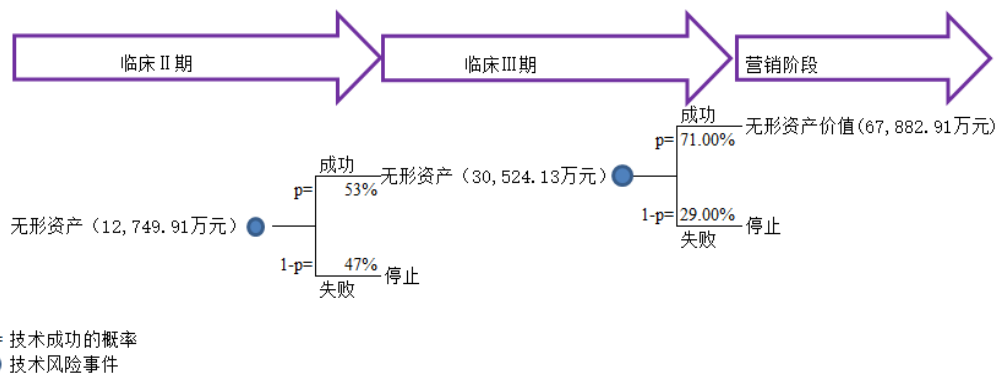 临床Ⅱ期
临床Ⅲ期
营销阶段
成功
p= 71.00%
无形资产价值(67,882.91万元)
成功
p= 53%
无形资产（30,524.13万元）
1-p= 29.00%
失败
停止
无形资产（12,749.91万元）
1-p= 47%
失败
停止
= 技术成功的概率
技术风险事件